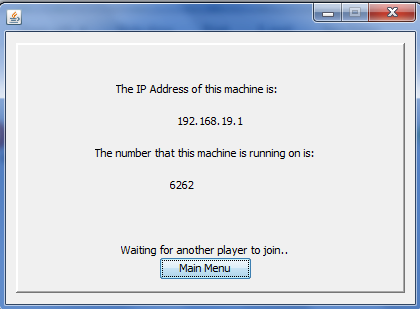 The IP Address of this machine is:
192.168.19.1
The number that this machine is running on is:
6262
Waiting for another player to join..
Main Menu